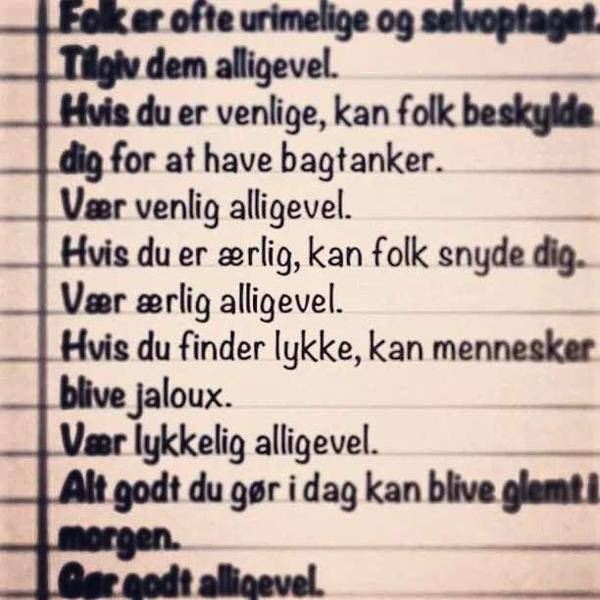 Folk er ofte urimelige og selvoptaget.
Tilgiv dem alligevel.
Hvis du er venlige, kan folk beskylde
dig for at have bagtanker.
Vær venlig alligevel.
Hvis du er ærlig, kan folk snyde dig.
Vær ærlig alligevel.
Hvis du finder lykke, kan mennesker
blive jaloux.
Vær lykkelig alligevel.
Alt godt du gør i dag kan blive glemt i
morgen.
Gør godt alligevel.